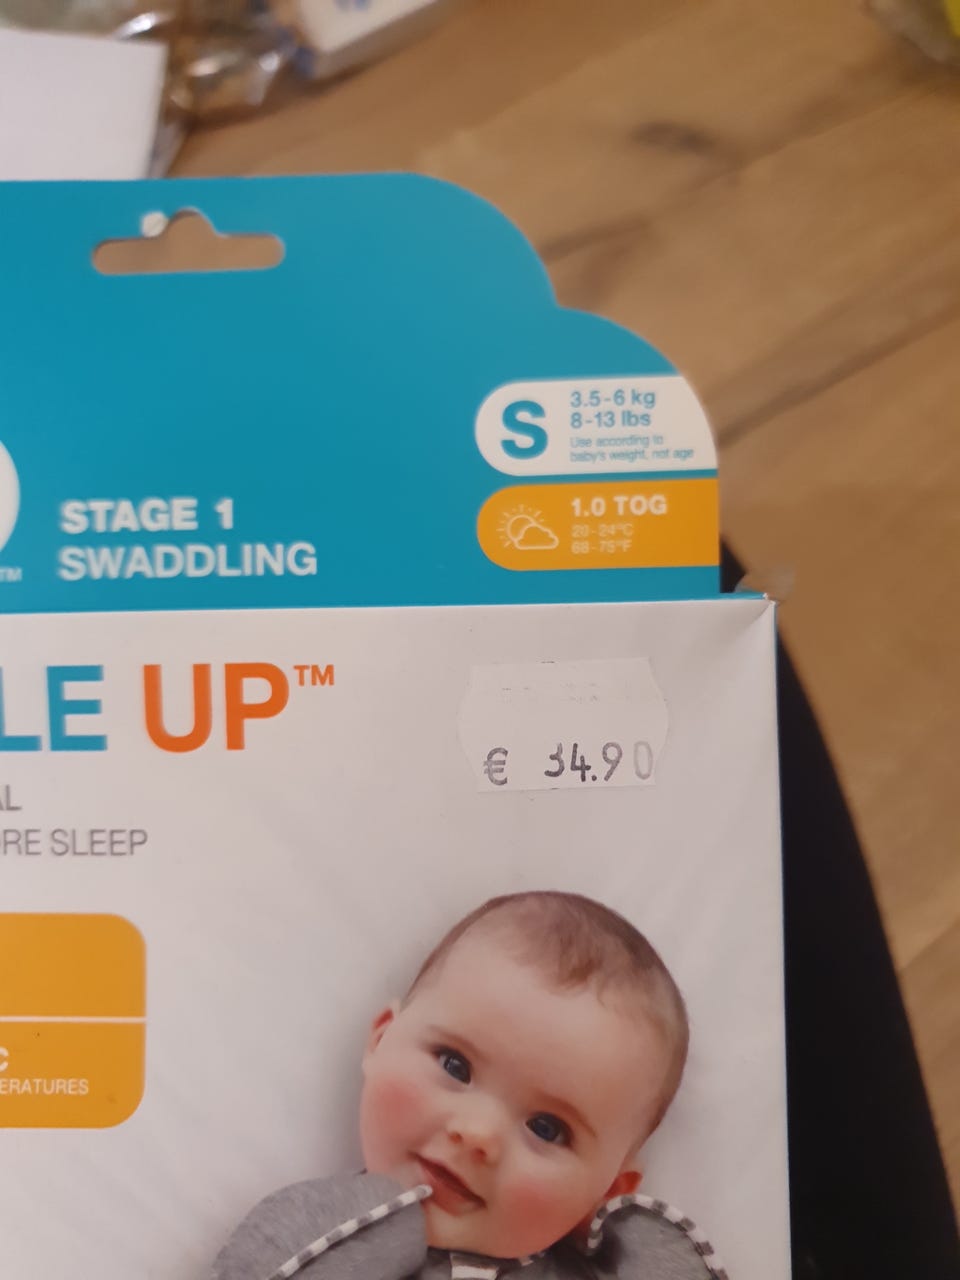 S
3.5-6 kg
8-13 lbs
Use according to
baby's weight, not age
1.0 TOG
20-24°C
68-75°F
TM
STAGE 1
SWADDLING
LE UP™
AL
ORE SLEEP
€ 34.90
C
ERATURES